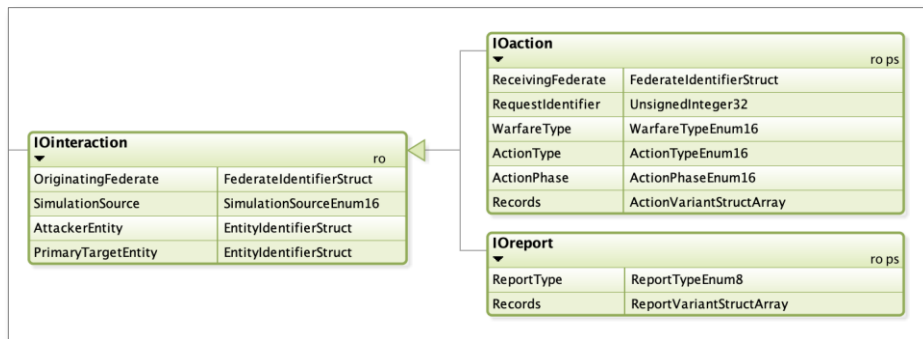 IOinteraction
ro
OriginatingFederate FederateIdentifierStruct
SimulationSource SimulationSourceEnum16
AttackerEntity EntityIdentifierStruct
PrimaryTargetEntity EntityIdentifierStruct
IOaction
ro ps
ReceivingFederate FederateIdentifierStruct
RequestIdentifier UnsignedInteger32
WarfareType WarfareTypeEnum16
ActionType ActionTypeEnum16
ActionPhase ActionPhaseEnum16
Records ActionVariantStructArray
IOreport
ro ps
ReportType ReportTypeEnum8
Records ReportVariantStructArray